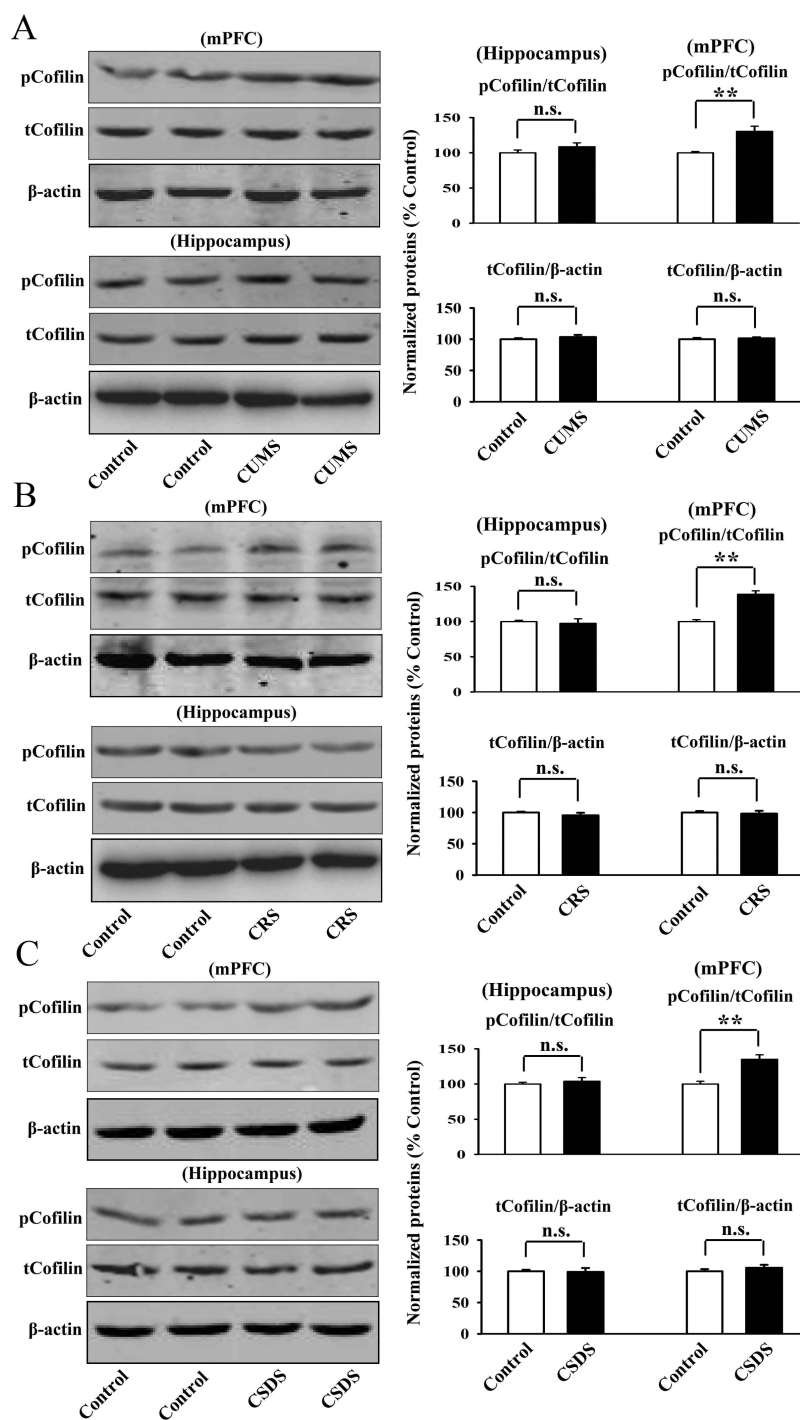 A
(mPFC)
pCofilin
tCofilin
β-actin
(Hippocampus)
pCofilin
tCofilin
β-actin
Control Control CUMS CUMS
Normalized proteins (% Control)
(Hippocampus)
pCofilin/tCofilin
n.s.
(mPFC)
pCofilin/tCofilin
**
150
100
50
0
tCofilin/β-actin
n.s.
tCofilin/β-actin
n.s.
150
100
50
0
Control CUMS Control CUMS
B
(mPFC)
pCofilin
tCofilin
β-actin
(Hippocampus)
pCofilin
tCofilin
β-actin
Control Control CRS CRS
Normalized proteins (% Control)
(Hippocampus)
pCofilin/tCofilin
n.s.
(mPFC)
pCofilin/tCofilin
**
150
100
50
0
tCofilin/β-actin
n.s.
tCofilin/β-actin
n.s.
150
100
50
0
Control CRS Control CRS
C
(mPFC)
pCofilin
tCofilin
β-actin
(Hippocampus)
pCofilin
tCofilin
β-actin
Control Control CSDS CSDS
Normalized proteins (% Control)
(Hippocampus)
pCofilin/tCofilin
n.s.
(mPFC)
pCofilin/tCofilin
**
150
100
50
0
tCofilin/β-actin
n.s.
tCofilin/β-actin
n.s.
150
100
50
0
Control CSDS Control CSDS